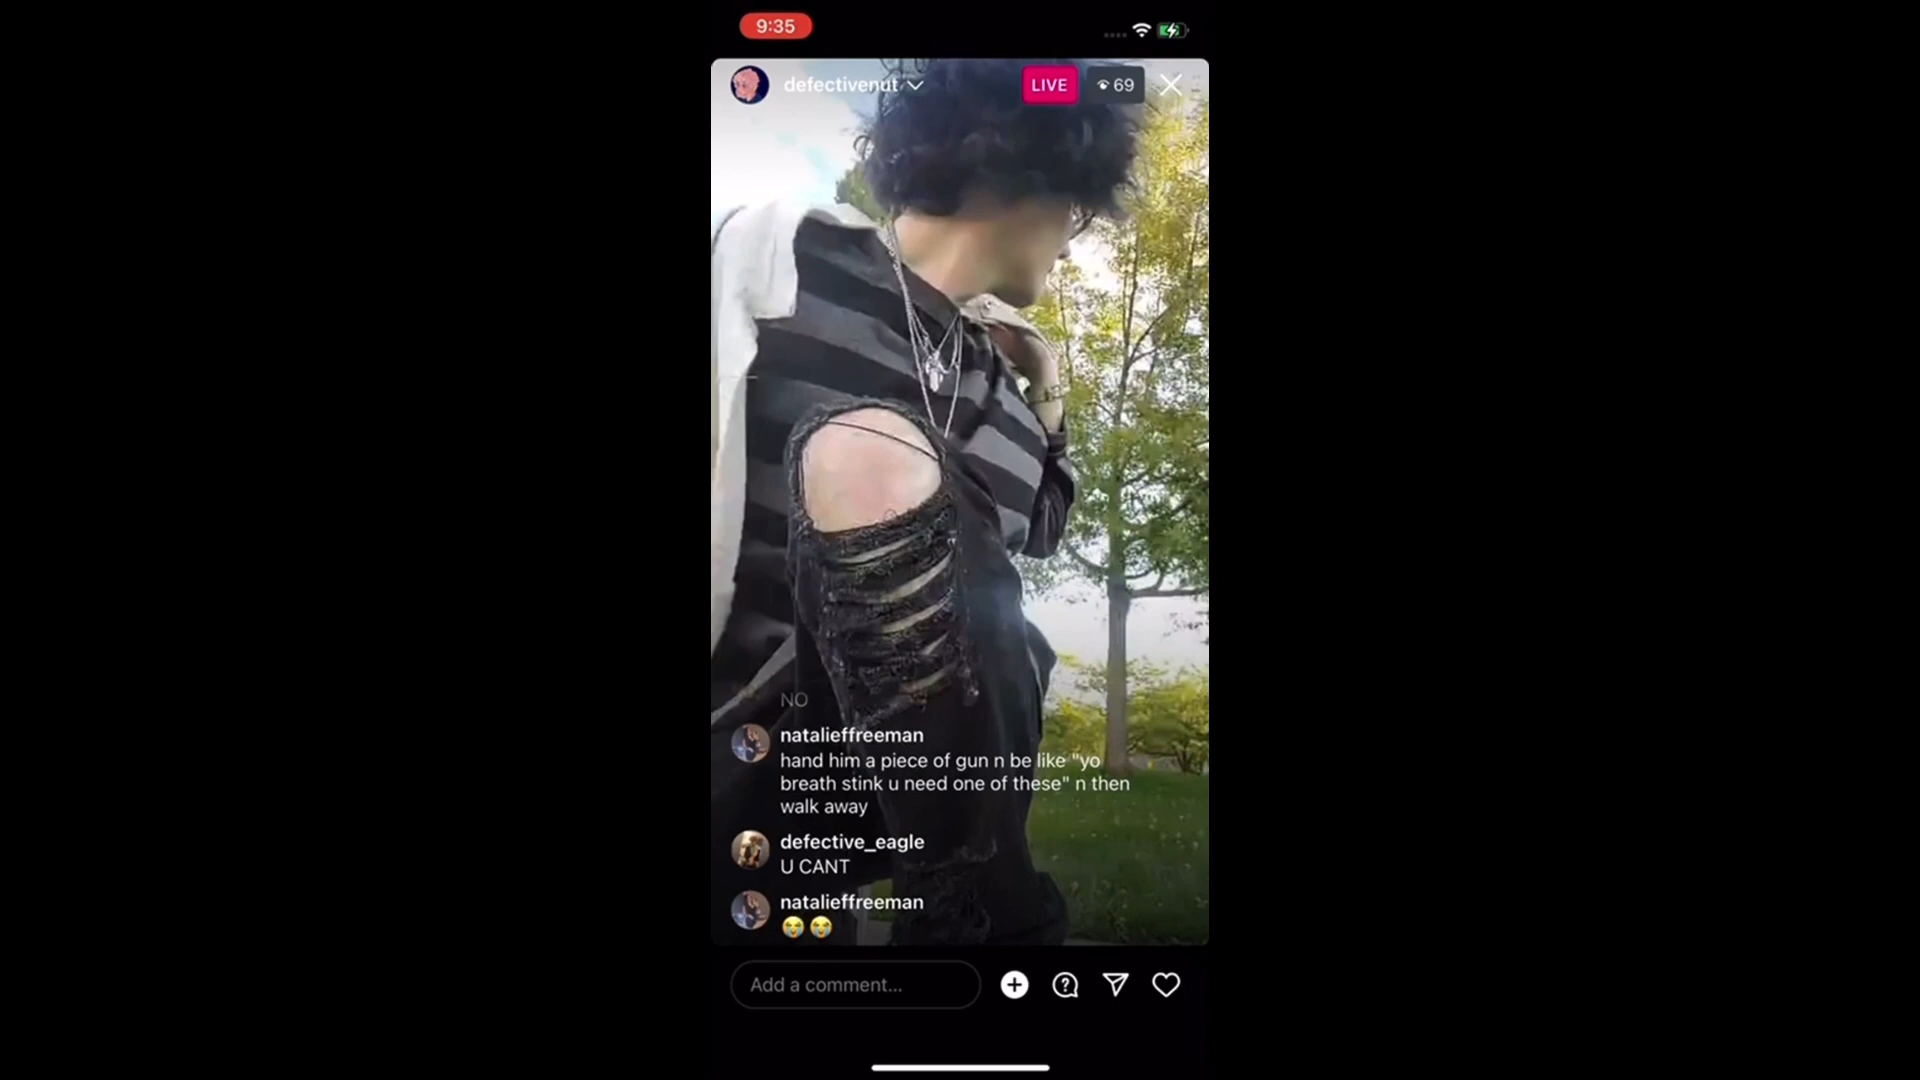 9:35
defectivenut
LIVE
69
NO
natalieffreeman
hand him a piece of gun n be like "yo
breath stink u need one of these" n then
walk away
defective_eagle
U CANT
natalieffreeman
😭😭
Add a comment...